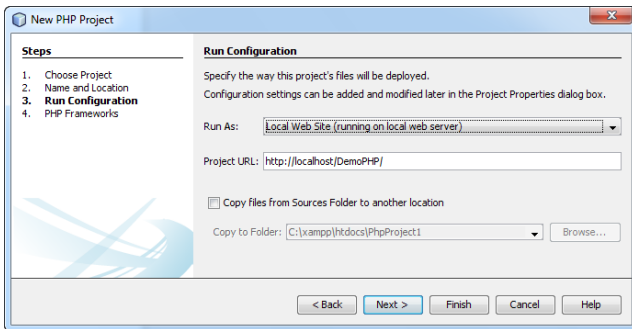 New PHP Project
Steps
1. Choose Project
2. Name and Location
3. Run Configuration
4. PHP Frameworks
Run Configuration
Specify the way this project's files will be deployed.
Configuration settings can be added and modified later in the Project Properties dialog box.
Run As: Local Web Site (running on local web server)
Project URL: http://localhost/DemoPHP/
Copy files from Sources Folder to another location
Copy to Folder: C:\xampp\htdocs\PhpProject1 Browse...
< Back Next > Finish Cancel Help